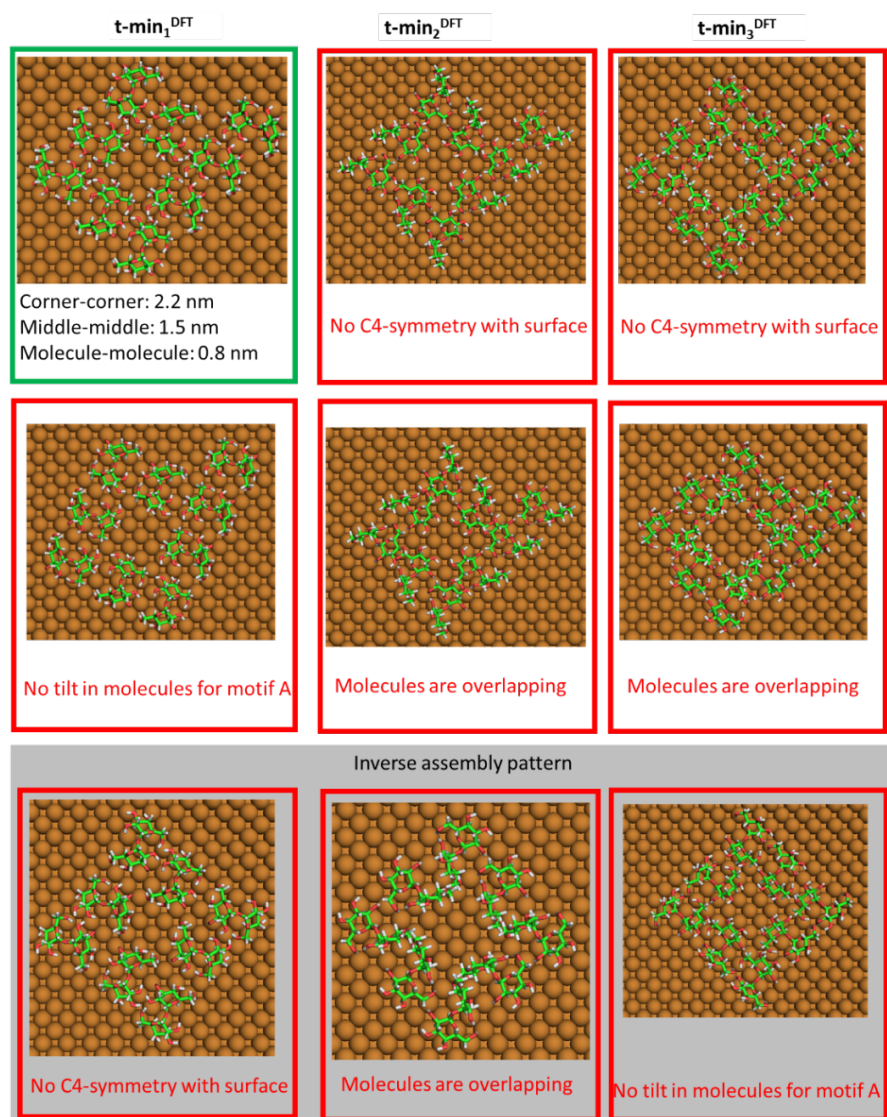 t-min₁ᴰᶠᵀ t-min₂ᴰᶠᵀ t-min₃ᴰᶠᵀ
Corner-corner: 2.2 nm
Middle-middle: 1.5 nm
Molecule-molecule: 0.8 nm
No C4-symmetry with surface
No C4-symmetry with surface
No tilt in molecules for motif A
Molecules are overlapping
Molecules are overlapping
Inverse assembly pattern
No C4-symmetry with surface
Molecules are overlapping
No tilt in molecules for motif A